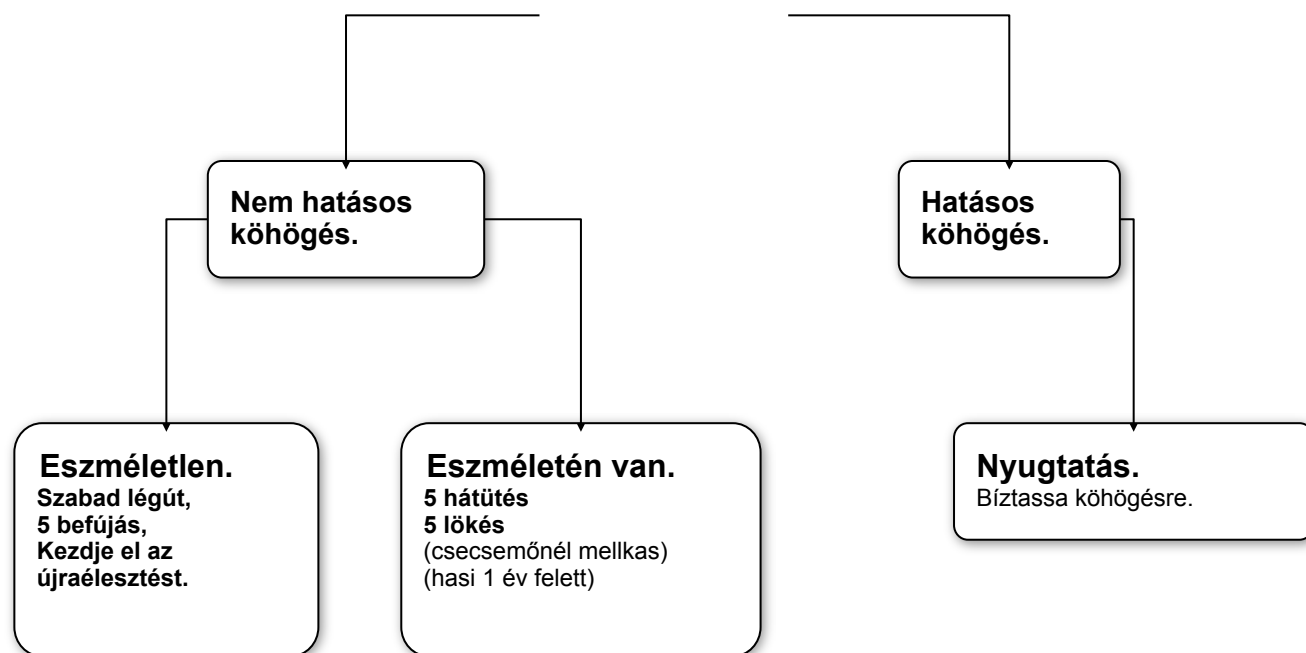 Nem hatásos
köhögés.
Hatásos
köhögés.
Eszméletlen.
Szabad légút,
5 befújás,
Kezdje el az
újraélesztést.
Eszméletén van.
5 hátütés
5 lökés
(csecsemőnél mellkas)
(hasi 1 év felett)
Nyugtatás.
Bíztassa köhögésre.